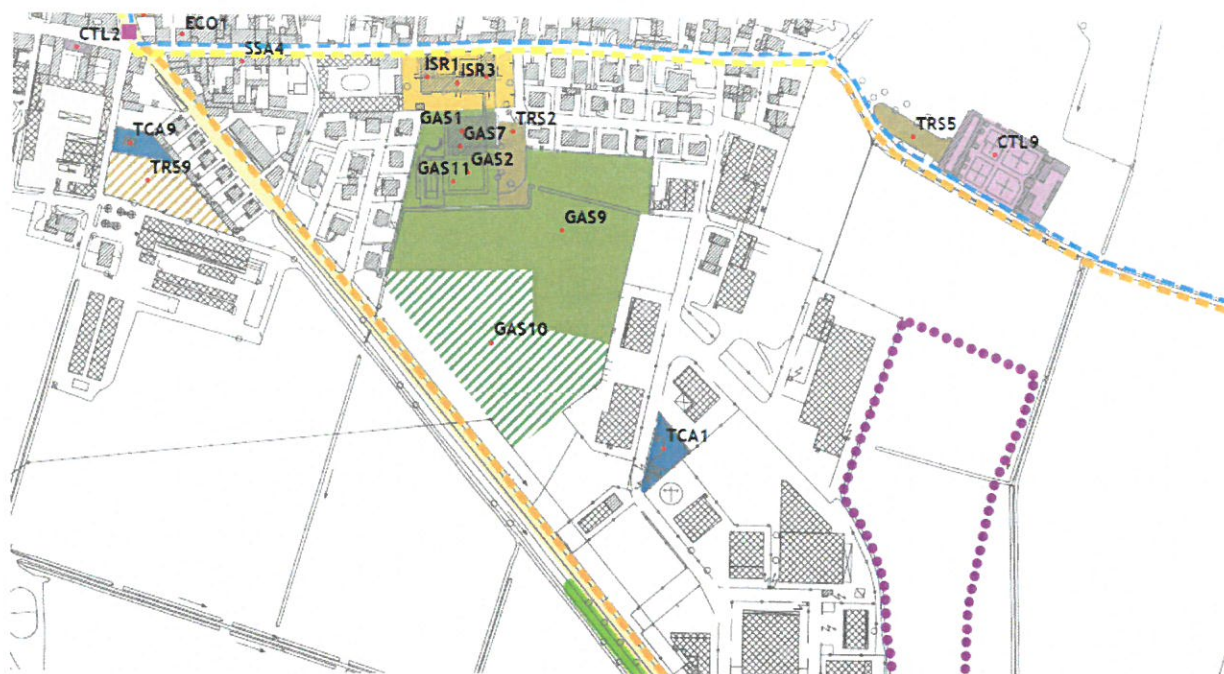 ECO1
CTL2
SSA4
ISR1
ISR3
GAS1
TRS2
TRS5
TCA9
GAS7
CTL9
GAS2
TRS9
GAS11
GAS9
GAS10
TCA1